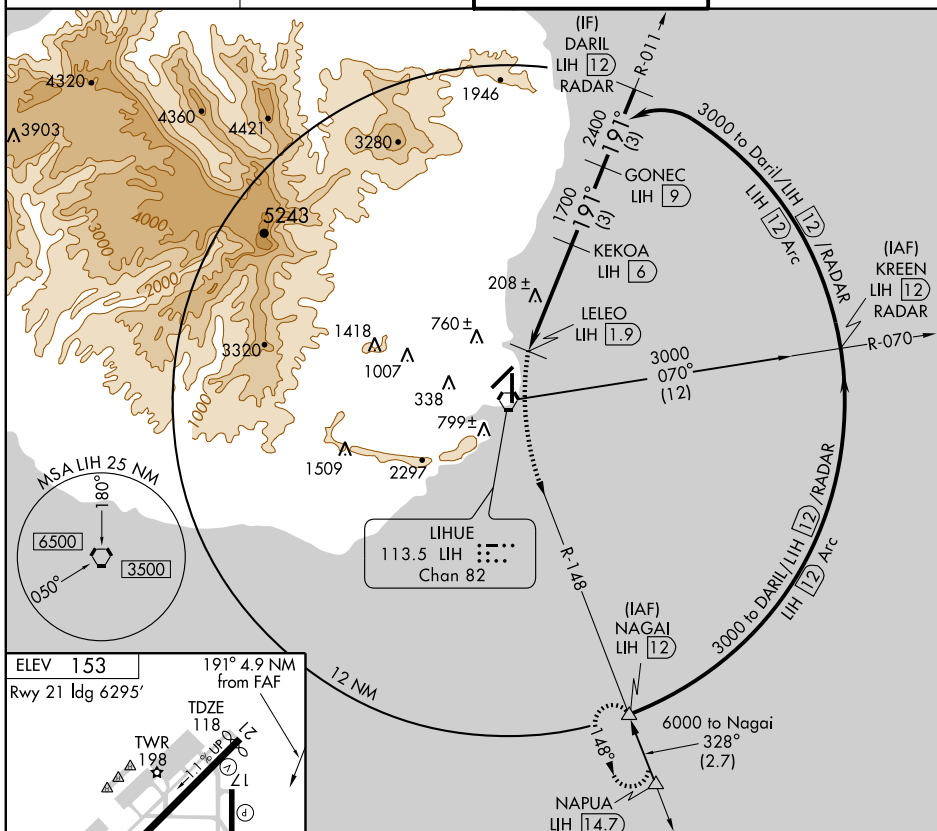 (IF)
DARIL
LIH 12
RADAR
R-011
4320
1946
4360
4421
3903
3280
2400
191°
(3)
3000 to Daril/LIH 12 /RADAR
LIH 12 Arc
GONEC
LIH 9
1700
191°
(3)
5243
4000
3000
2000
1000
KEKOA
LIH 6
(IAF)
KREEN
LIH 12
RADAR
208 ±
LELEO
LIH 1.9
R-070
1418
760 ±
1007
3320
3000
070°
(12)
338
799 ±
1509
2297
MSA LIH 25 NM
180°
6500
3500
050°
LIHUE
113.5 LIH
Chan 82
R-148
3000 to DARIL/LIH 12 /RADAR
LIH 12 Arc
(IAF)
NAGAI
LIH 12
12 NM
6000 to Nagai
328°
(2.7)
148°
NAPUA
LIH 14.7
ELEV 153
Rwy 21 ldg 6295'
191° 4.9 NM
from FAF
TDZE
118
TWR
198
1.1% UP
21
V
17
P